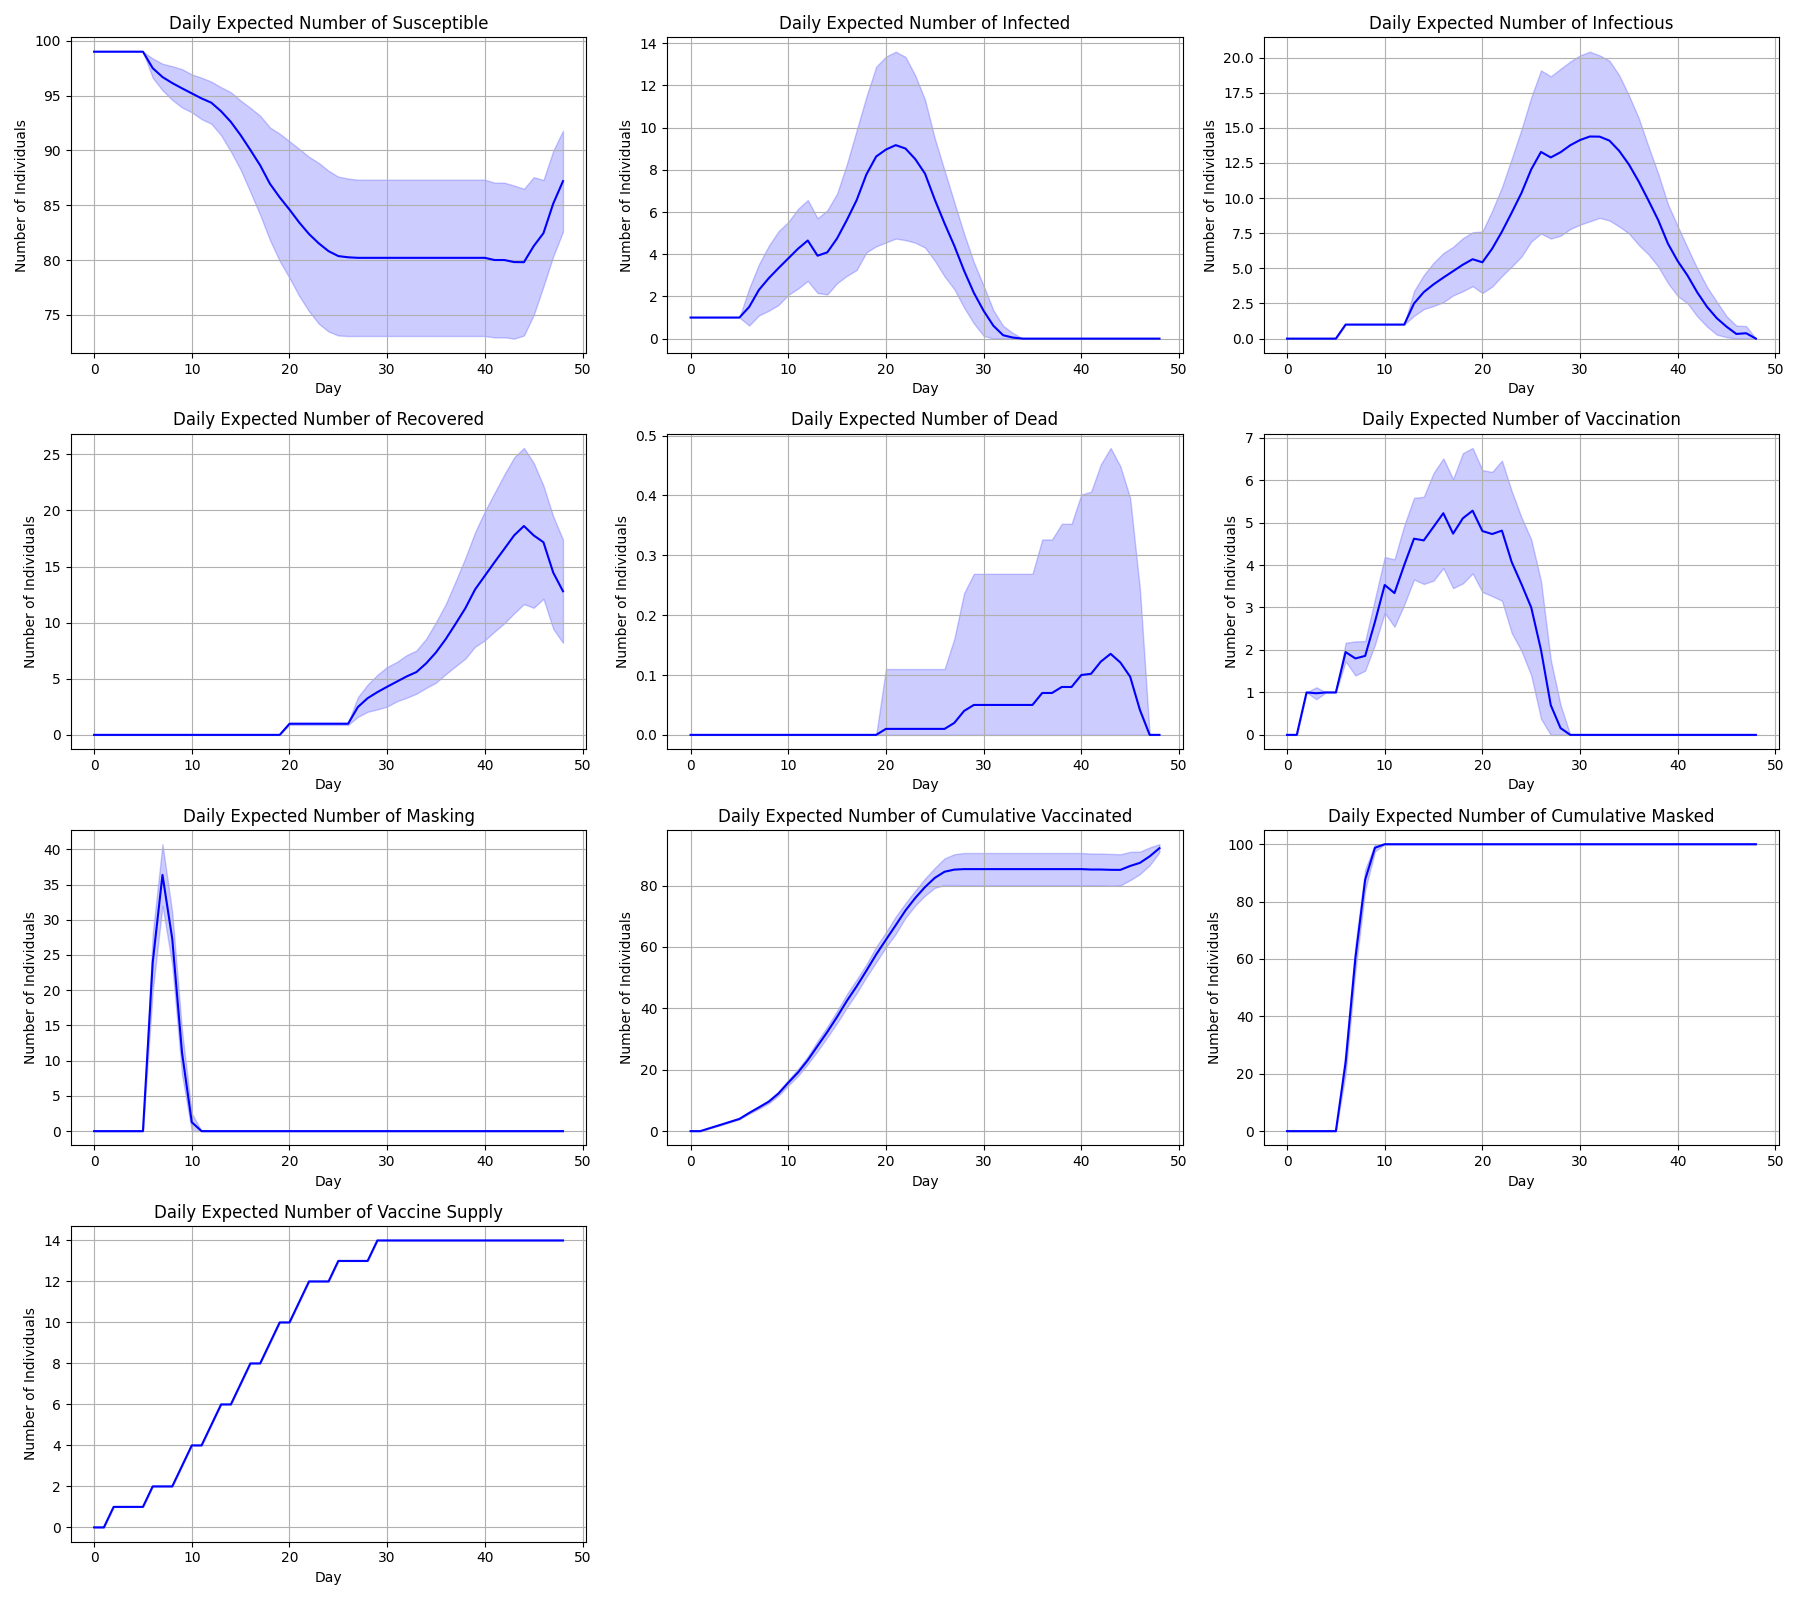 Daily Expected Number of Susceptible
Number of Individuals
100
95
90
85
80
75
0 10 20 30 40 50
Day
Daily Expected Number of Infected
Number of Individuals
14
12
10
8
6
4
2
0
0 10 20 30 40 50
Day
Daily Expected Number of Infectious
Number of Individuals
20.0
17.5
15.0
12.5
10.0
7.5
5.0
2.5
0.0
0 10 20 30 40 50
Day
Daily Expected Number of Recovered
Number of Individuals
25
20
15
10
5
0
0 10 20 30 40 50
Day
Daily Expected Number of Dead
Number of Individuals
0.5
0.4
0.3
0.2
0.1
0.0
0 10 20 30 40 50
Day
Daily Expected Number of Vaccination
Number of Individuals
7
6
5
4
3
2
1
0
0 10 20 30 40 50
Day
Daily Expected Number of Masking
Number of Individuals
40
35
30
25
20
15
10
5
0
0 10 20 30 40 50
Day
Daily Expected Number of Cumulative Vaccinated
Number of Individuals
80
60
40
20
0
0 10 20 30 40 50
Day
Daily Expected Number of Cumulative Masked
Number of Individuals
100
80
60
40
20
0
0 10 20 30 40 50
Day
Daily Expected Number of Vaccine Supply
Number of Individuals
14
12
10
8
6
4
2
0
0 10 20 30 40 50
Day